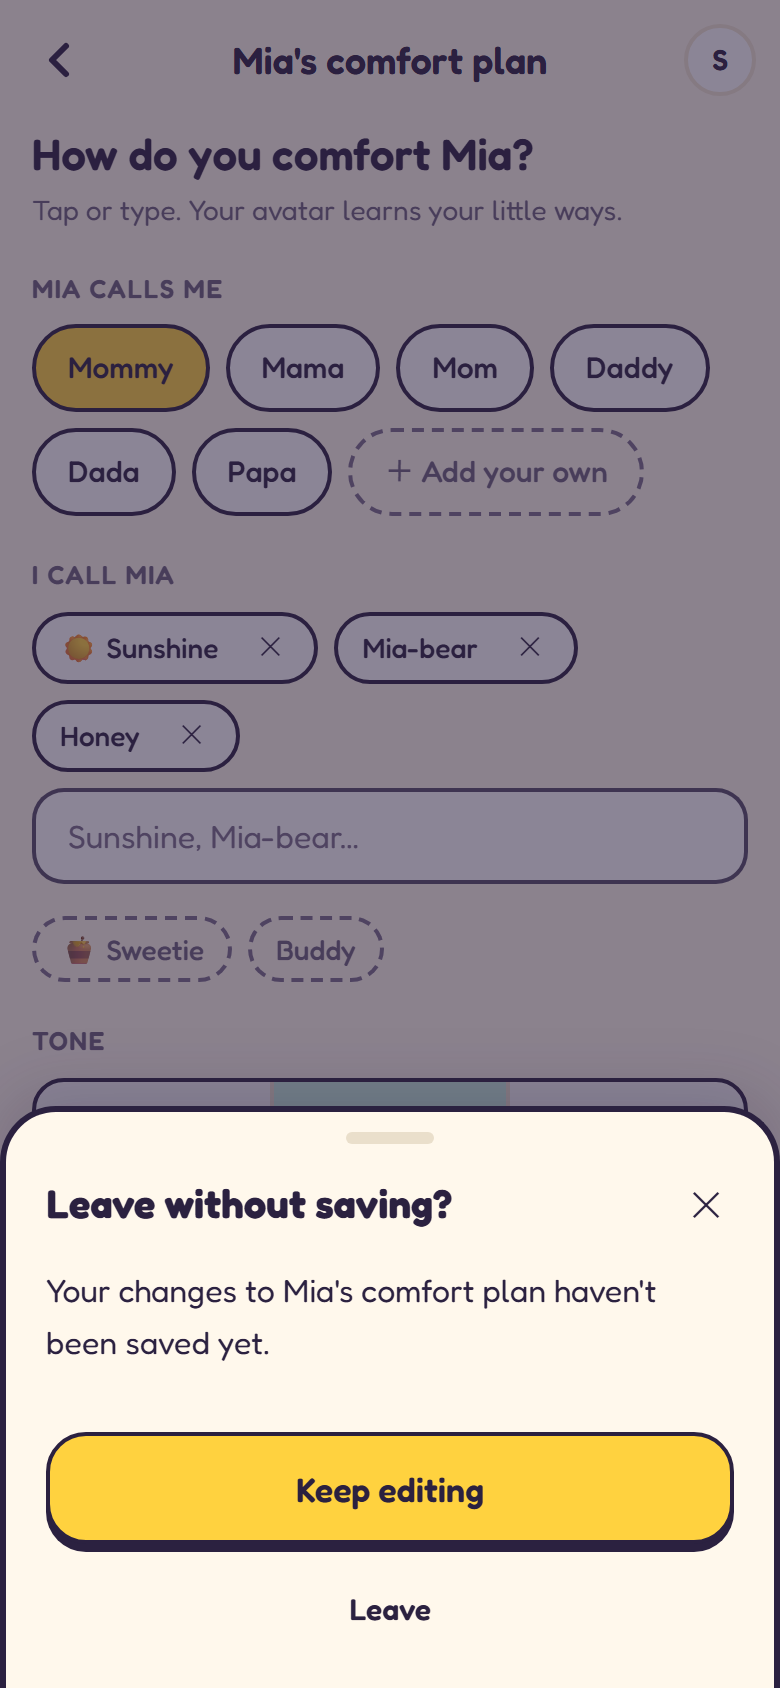 Mia's comfort plan
S
How do you comfort Mia?
Tap or type. Your avatar learns your little ways.
MIA CALLS ME
Mommy Mama Mom Daddy
Dada Papa + Add your own
I CALL MIA
Sunshine Mia-bear
Honey
Sunshine, Mia-bear...
Sweetie Buddy
TONE
Leave without saving?
Your changes to Mia's comfort plan haven't
been saved yet.
Keep editing
Leave